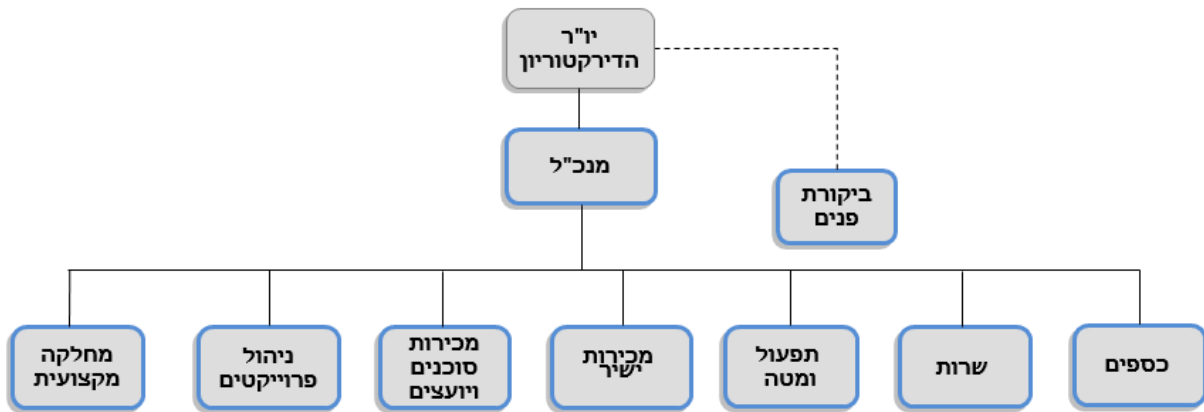 יו"ר
הדירקטוריון
מנכ"ל
ביקורת
פנים
כספים
שרות
תפעול
ומטה
מכירות
ישיר
מכירות
סוכנים
ויועצים
ניהול
פרוייקטים
מחלקה
מקצועית